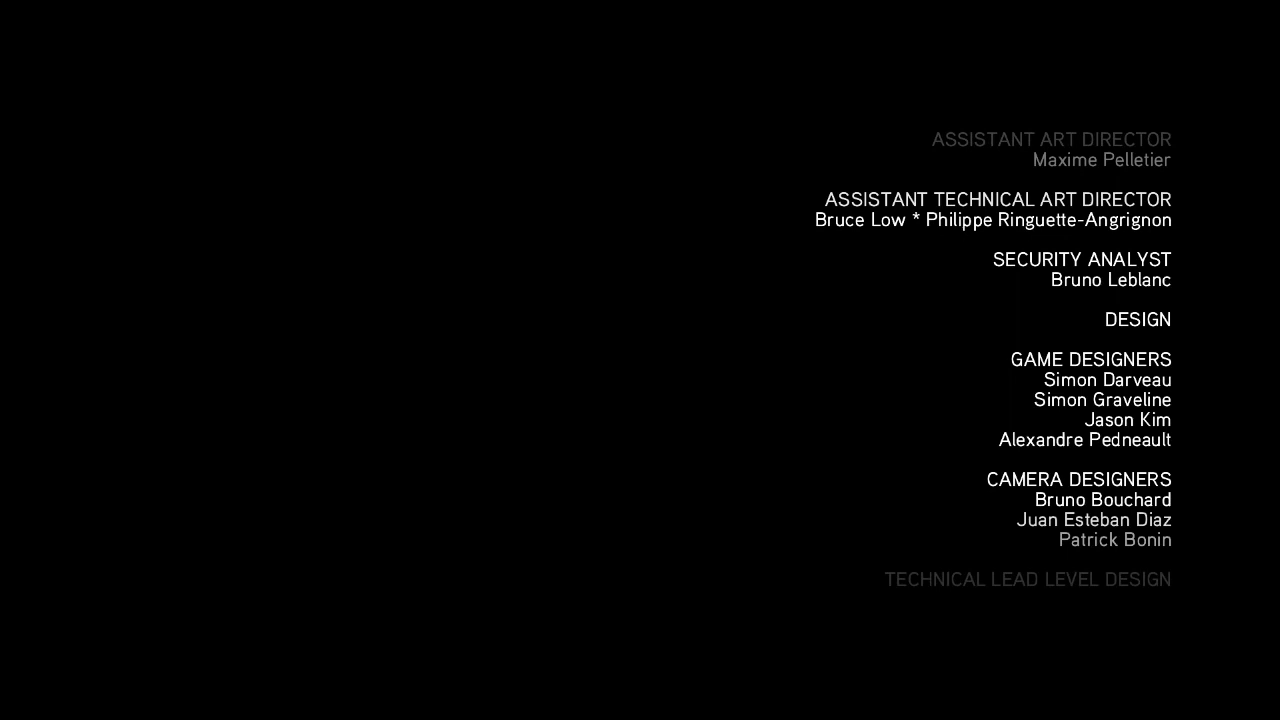 ASSISTANT ART DIRECTOR
Maxime Pelletier
ASSISTANT TECHNICAL ART DIRECTOR
Bruce Low * Philippe Ringuette-Angrignon
SECURITY ANALYST
Bruno Leblanc
DESIGN
GAME DESIGNERS
Simon Darveau
Simon Graveline
Jason Kim
Alexandre Pedneault
CAMERA DESIGNERS
Bruno Bouchard
Juan Esteban Diaz
Patrick Bonin
TECHNICAL LEAD LEVEL DESIGN